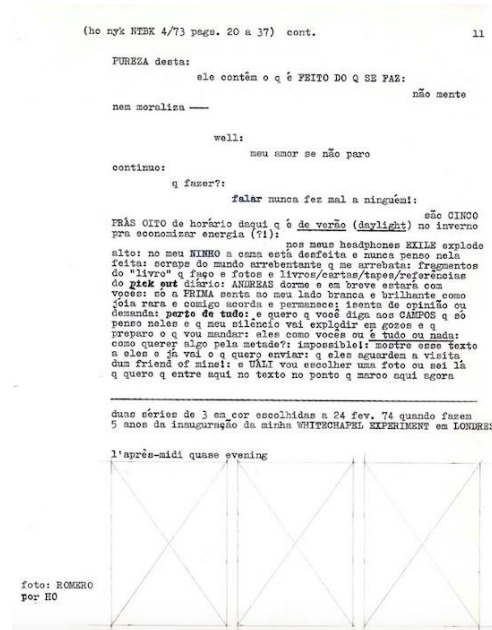 (ho nyk NTBK 4/73 pags. 20 a 37) cont. 11
PUREZA desta:
ele contêm o q é FEITO DO Q SE FAZ:
não mente
nem moraliza —
well:
meu amor se não paro
continuo:
q fazer?:
falar nunca fez mal a ninguém!:
são CINCO
PRÁS OITO de horário daqui q é de verão (daylight) no inverno
pra economizar energia (?!):
nos meus headphones EXILE explode
alto: no meu NINHO a cama está desfeita e nunca penso nela
feita: scraps do mundo arrebentante q me arrebata: fragmentos
do "livro" q faço e fotos e livros/cartas/tapes/referências
do pick out diário: ANDREAS dorme e em breve estará com
vocês: só a PRIMA senta ao meu lado branca e brilhante como
jóia rara e comigo acorda e permanece: isenta de opinião ou
demanda: perto de tudo: e quero q você diga aos CAMPOS q só
penso neles e q meu silêncio vai explodir em gozos e q
preparo o q vou mandar: eles como vocês ou é tudo ou nada:
como querer algo pela metade?: impossible!: mostre esse texto
a eles e já vai o q quero enviar: q eles aguardem a visita
dum friend of mine!: e UALI vou escolher uma foto ou sei lá
q quero q entre aqui no texto no ponto q marco aqui agora
duas séries de 3 em cor escolhidas a 24 fev. 74 quando fazem
5 anos da inauguração da minha WHITECHAPEL EXPERIMENT em LONDRES
l'après-midi quase evening
foto: ROMERO
por HO